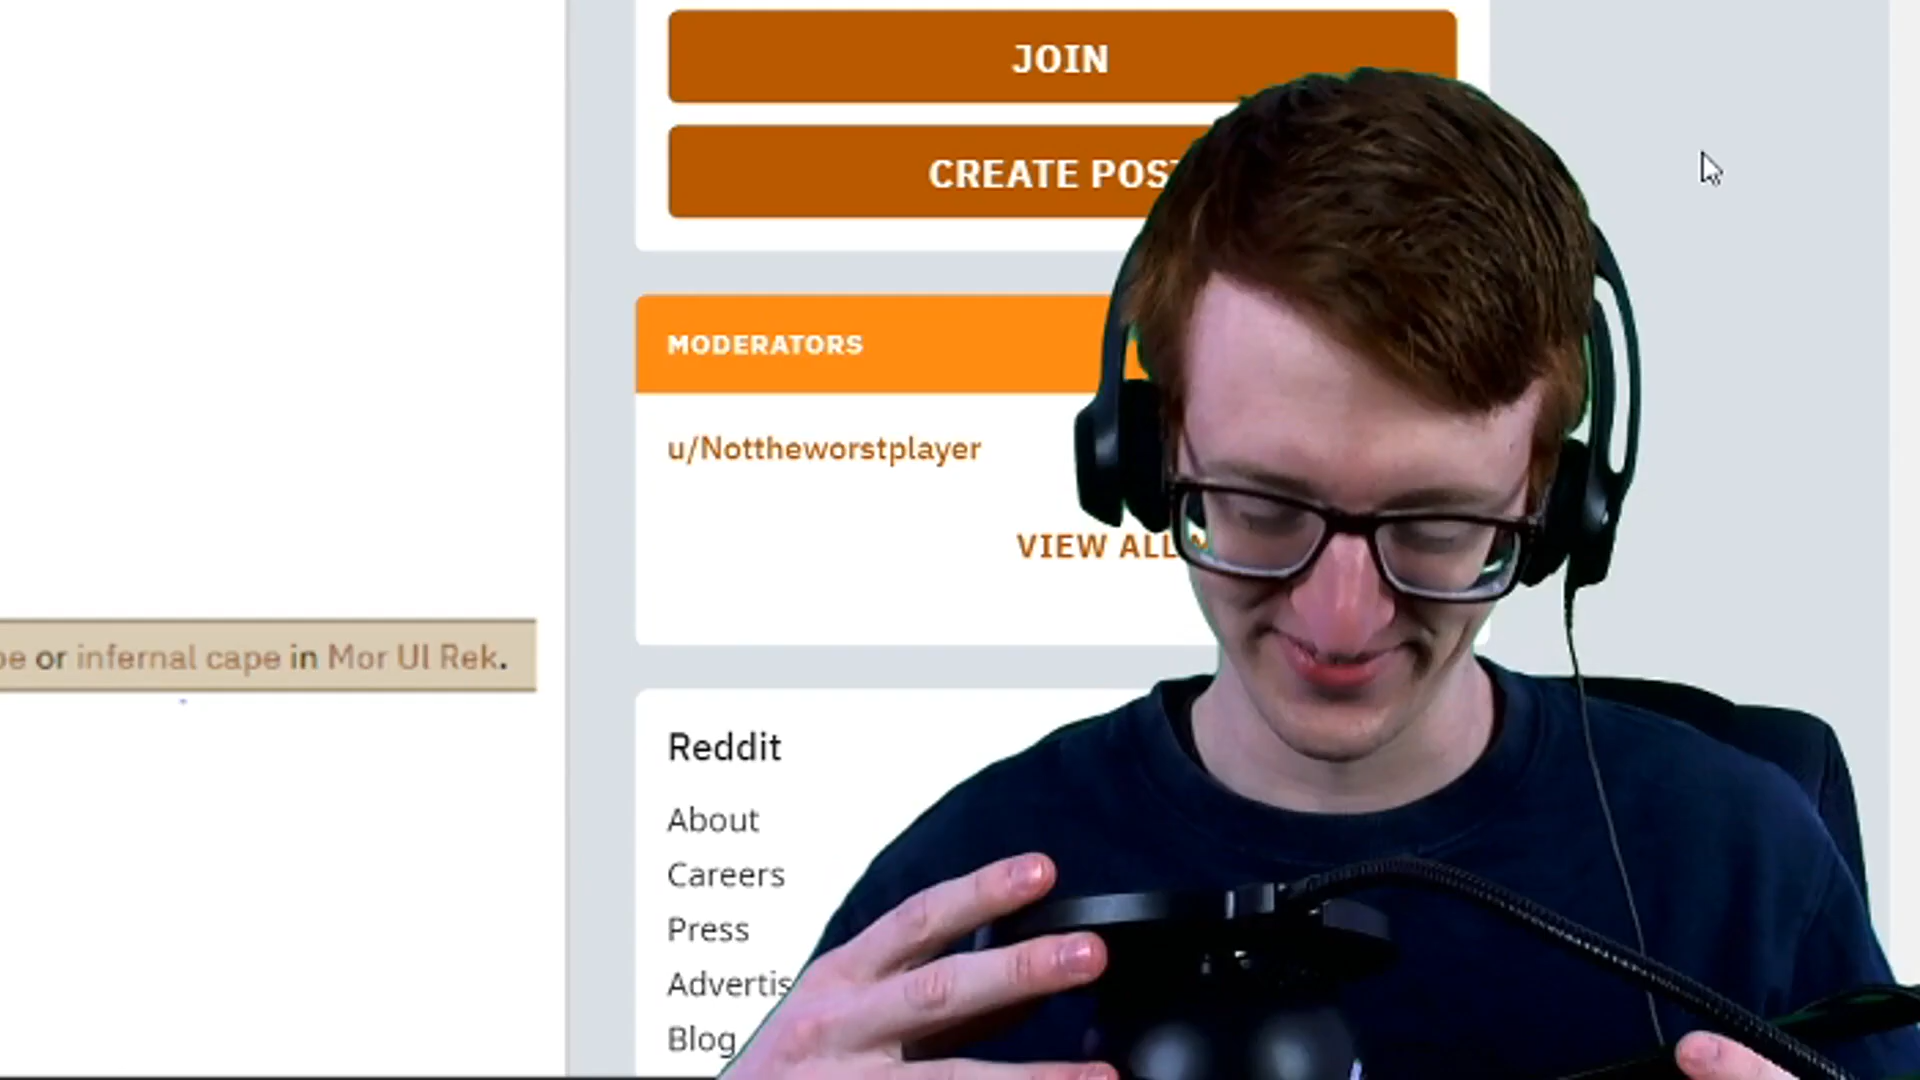 JOIN
CREATE POST
MODERATORS
u/Nottheworstplayer
VIEW ALL
or infernal cape in Mor Ul Rek.
Reddit
About
Careers
Press
Advertis
Blog